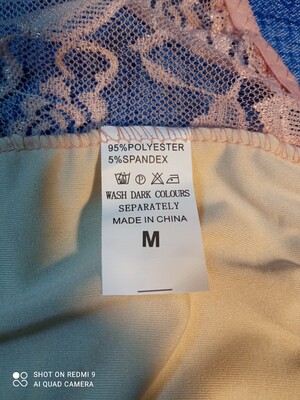 95%POLYESTER
5%SPANDEX
WASH DARK COLOURS
SEPARATELY
MADE IN CHINA
M
SHOT ON REDMI 9
AI QUAD CAMERA